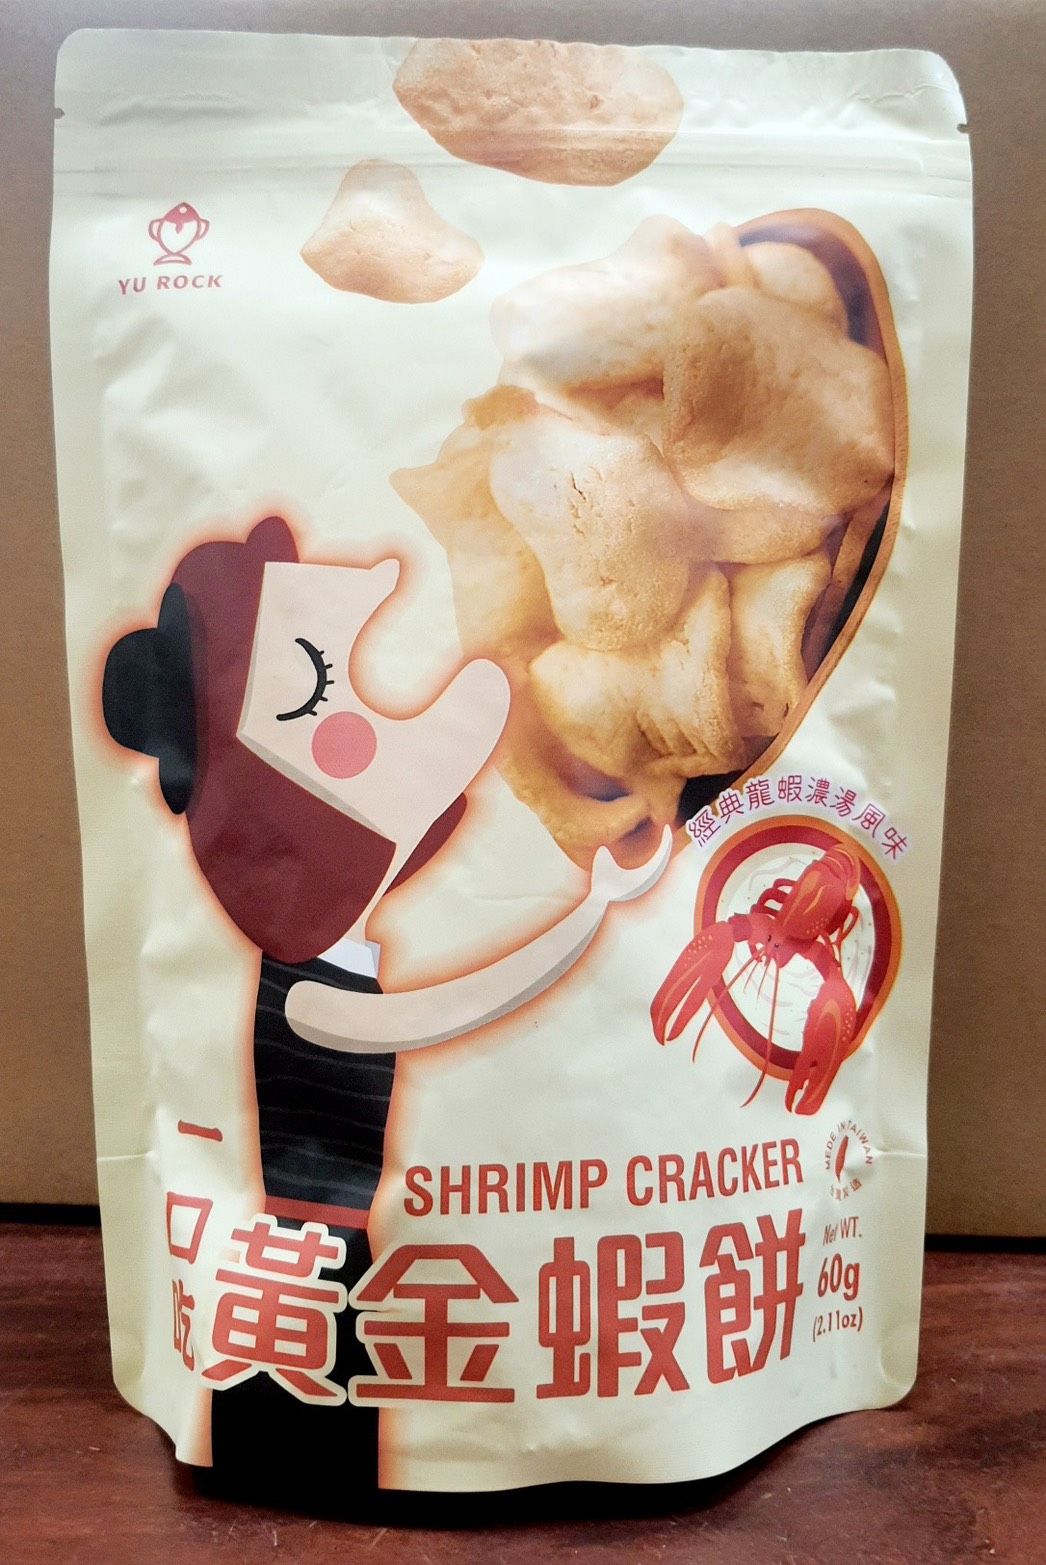 YU ROCK
經典龍蝦濃湯風味
MEDE IN TAIWAN
SHRIMP CRACKER
一口吃
黃金蝦餅
Net WT.
60g
(2.11oz)